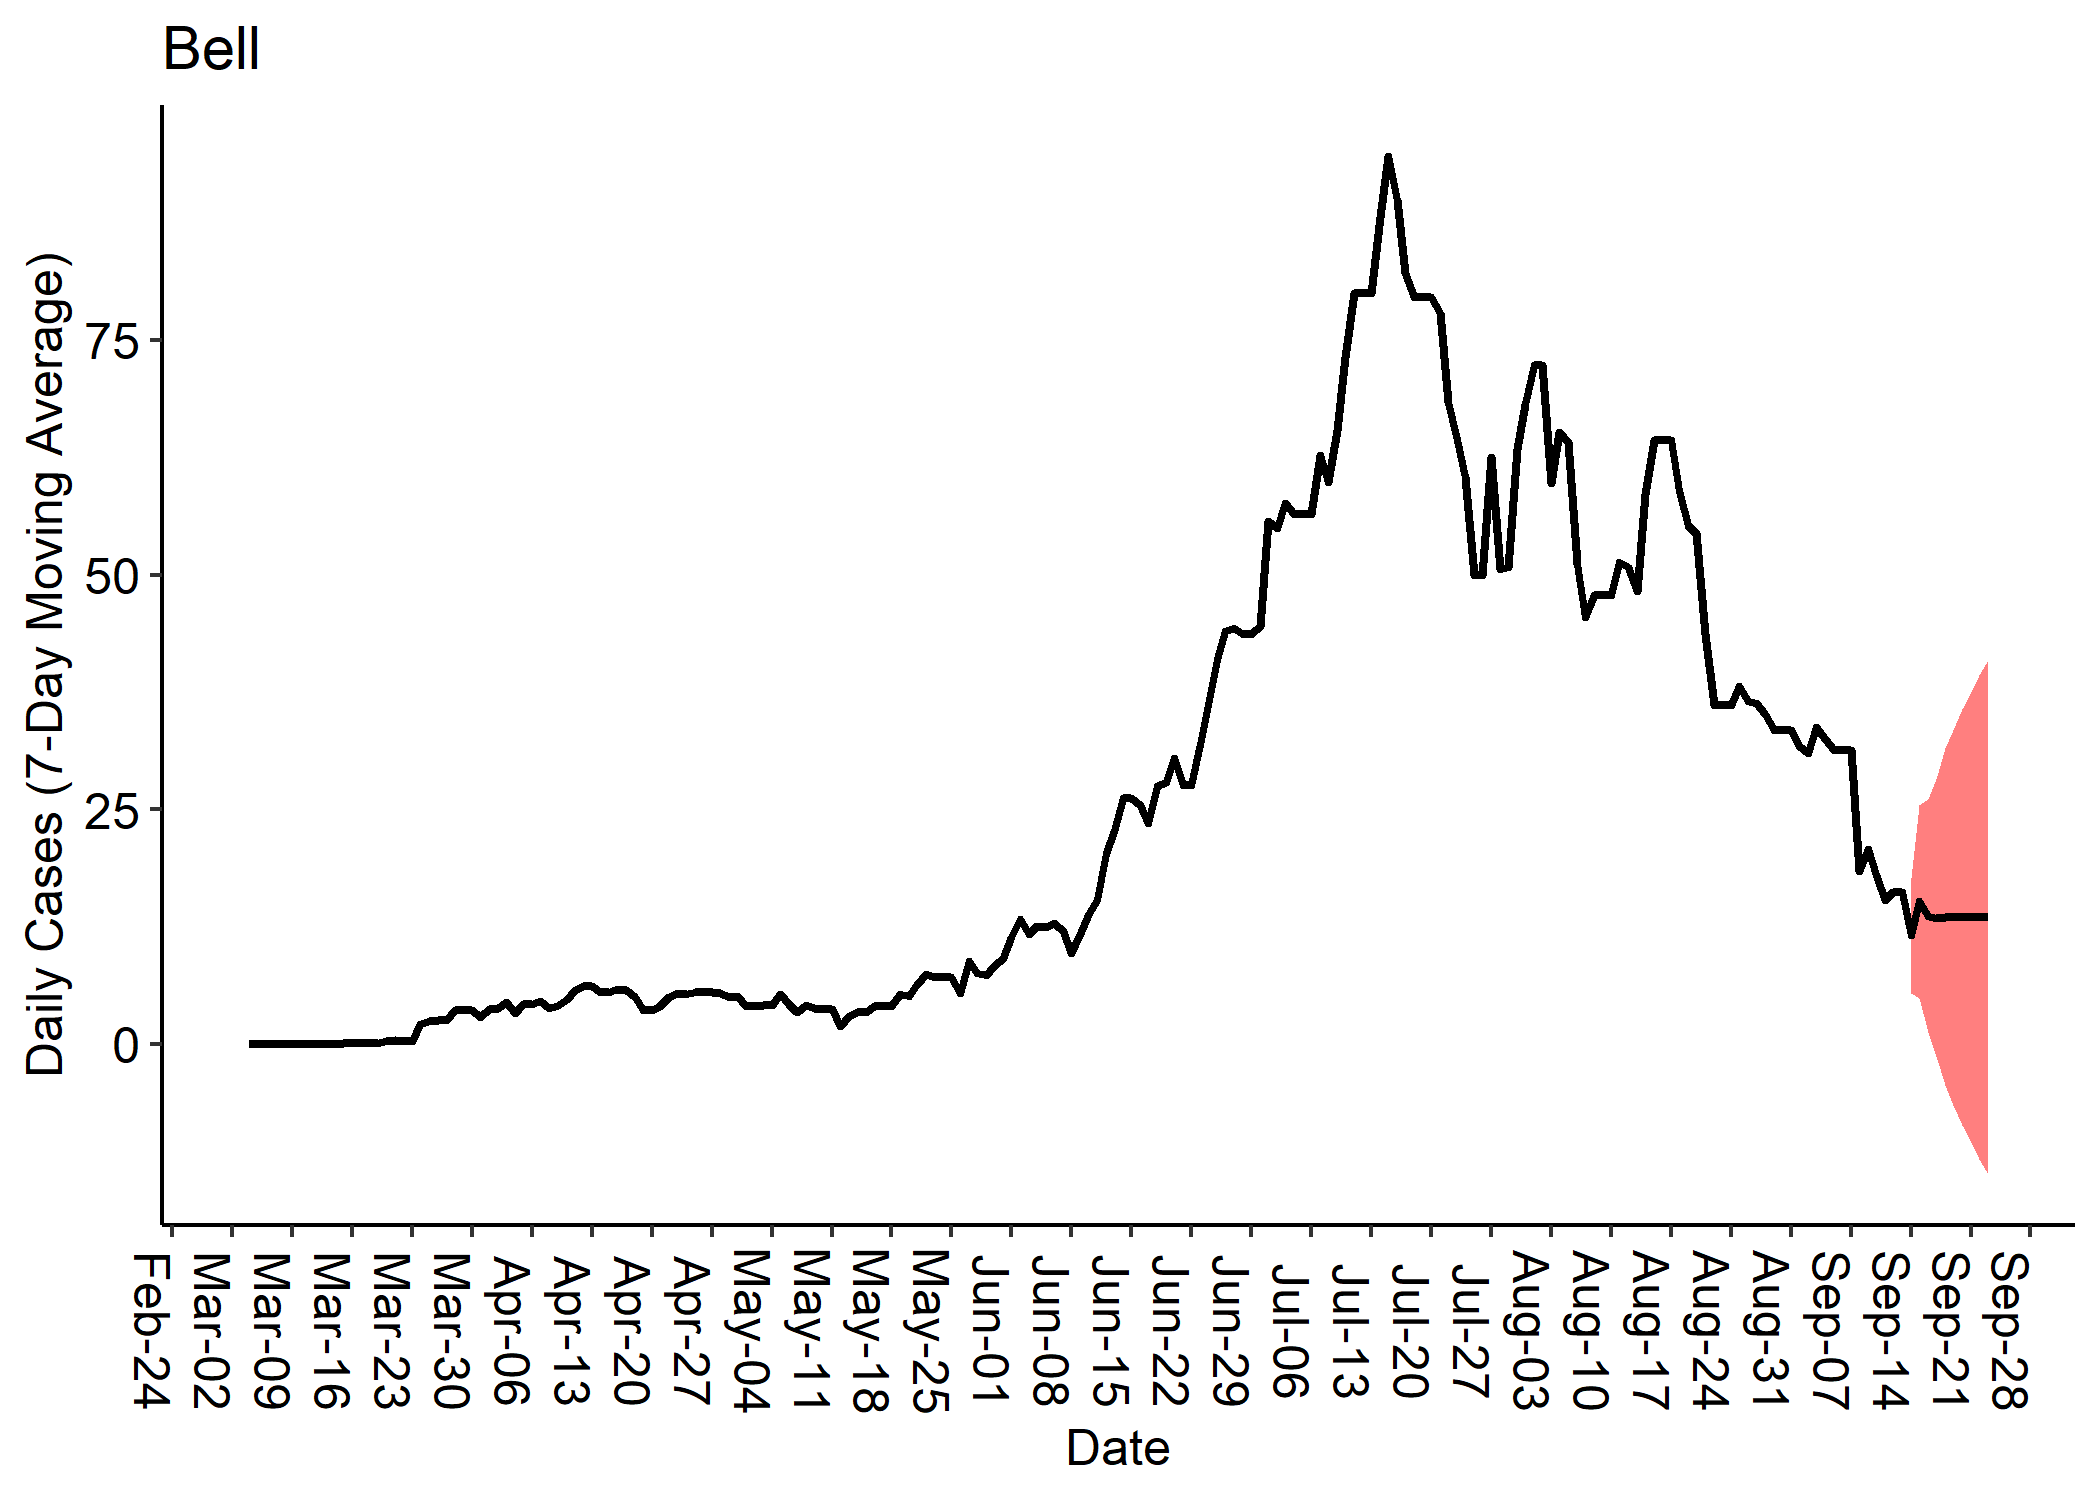 Bell
Daily Cases (7-Day Moving Average)
75
50
25
0
Feb-24
Mar-02
Mar-09
Mar-16
Mar-23
Mar-30
Apr-06
Apr-13
Apr-20
Apr-27
May-04
May-11
May-18
May-25
Jun-01
Jun-08
Jun-15
Jun-22
Jun-29
Jul-06
Jul-13
Jul-20
Jul-27
Aug-03
Aug-10
Aug-17
Aug-24
Aug-31
Sep-07
Sep-14
Sep-21
Sep-28
Date